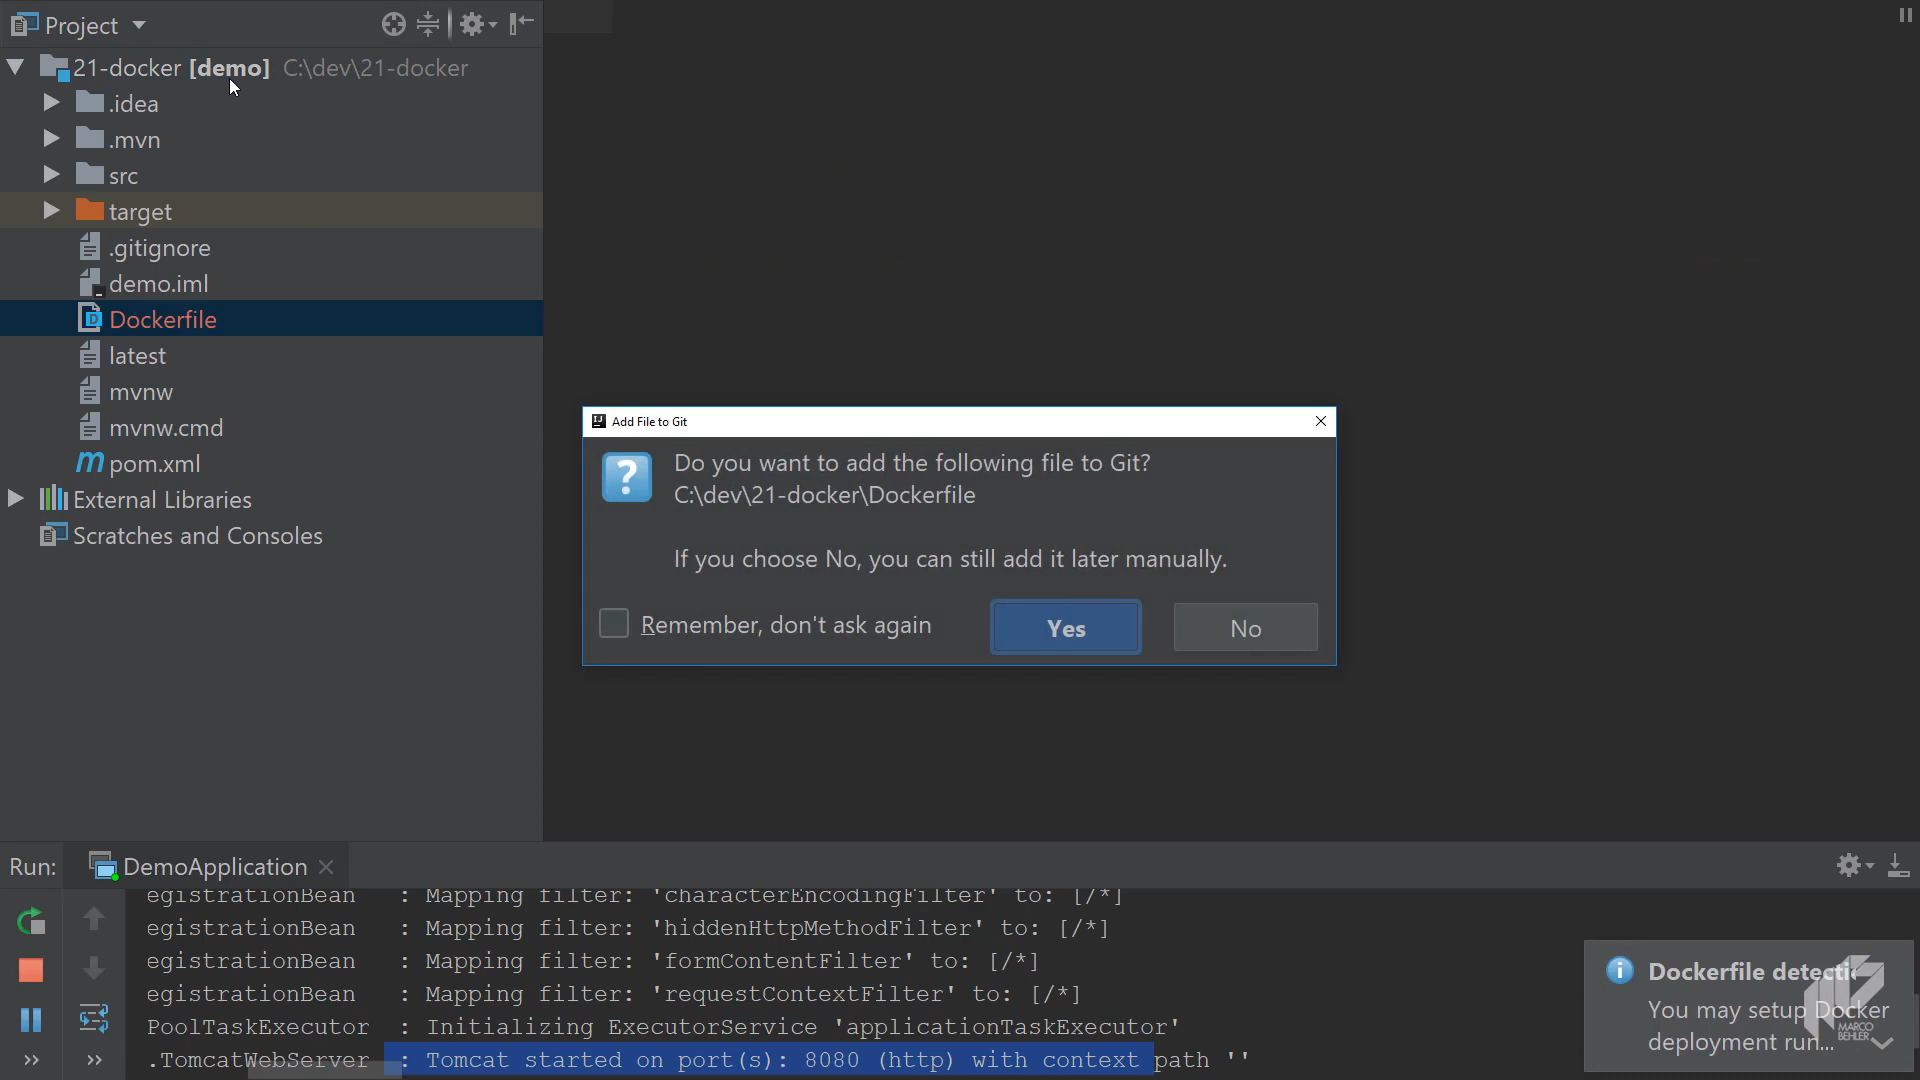 Project
21-docker [demo] C:\dev\21-docker
.idea
.mvn
src
target
.gitignore
demo.iml
Dockerfile
latest
mvnw
mvnw.cmd
pom.xml
External Libraries
Scratches and Consoles
Add File to Git
Do you want to add the following file to Git?
C:\dev\21-docker\Dockerfile
If you choose No, you can still add it later manually.
Remember, don't ask again
Yes
No
Run: DemoApplication
egistrationBean : Mapping filter: 'characterEncodingFilter' to: [/*]
egistrationBean : Mapping filter: 'hiddenHttpMethodFilter' to: [/*]
egistrationBean : Mapping filter: 'formContentFilter' to: [/*]
egistrationBean : Mapping filter: 'requestContextFilter' to: [/*]
PoolTaskExecutor : Initializing ExecutorService 'applicationTaskExecutor'
.TomcatWebServer : Tomcat started on port(s): 8080 (http) with context path ''
Dockerfile detecti
You may setup Docker
deployment run...
MARCO
BEHLER